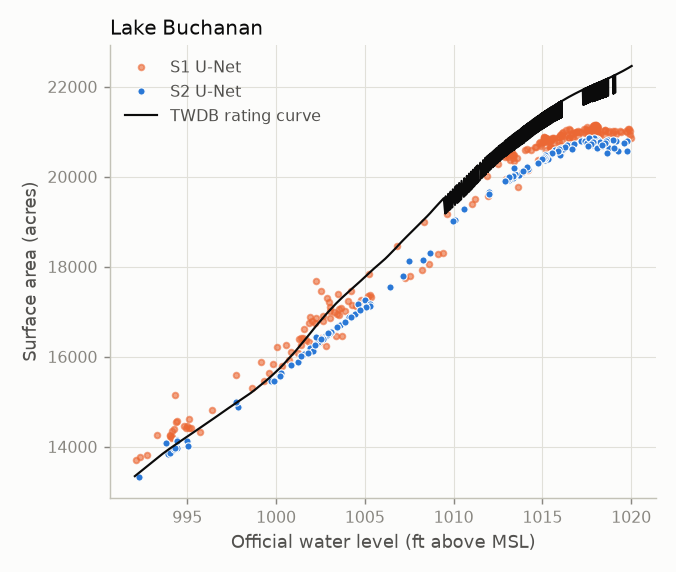 Lake Buchanan
S1 U-Net
S2 U-Net
TWDB rating curve
Surface area (acres)
22000
20000
18000
16000
14000
995
1000
1005
1010
1015
1020
Official water level (ft above MSL)